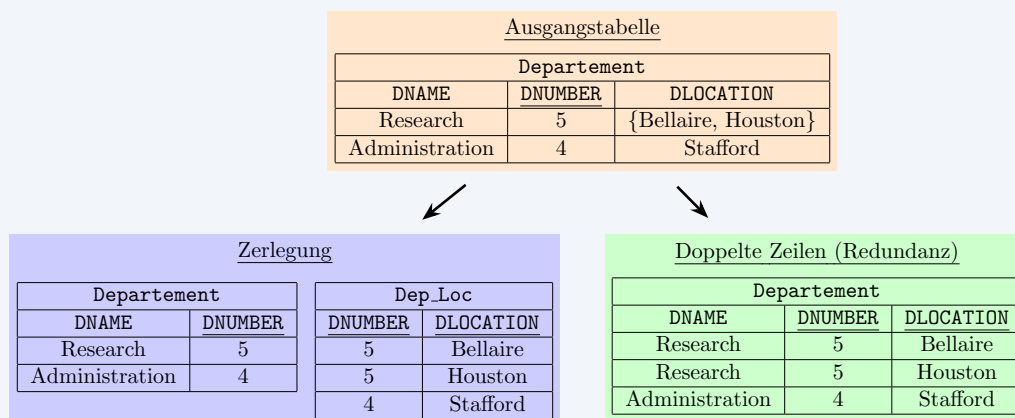 Ausgangstabelle
Departement
DNAME DNUMBER DLOCATION
Research 5 {Bellaire, Houston}
Administration 4 Stafford
Zerlegung
Departement
DNAME DNUMBER
Research 5
Administration 4
Dep_Loc
DNUMBER DLOCATION
5 Bellaire
5 Houston
4 Stafford
Doppelte Zeilen (Redundanz)
Departement
DNAME DNUMBER DLOCATION
Research 5 Bellaire
Research 5 Houston
Administration 4 Stafford